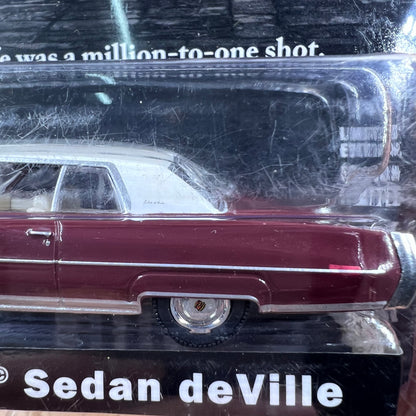 was a million-to-one shot.
© Sedan deVille